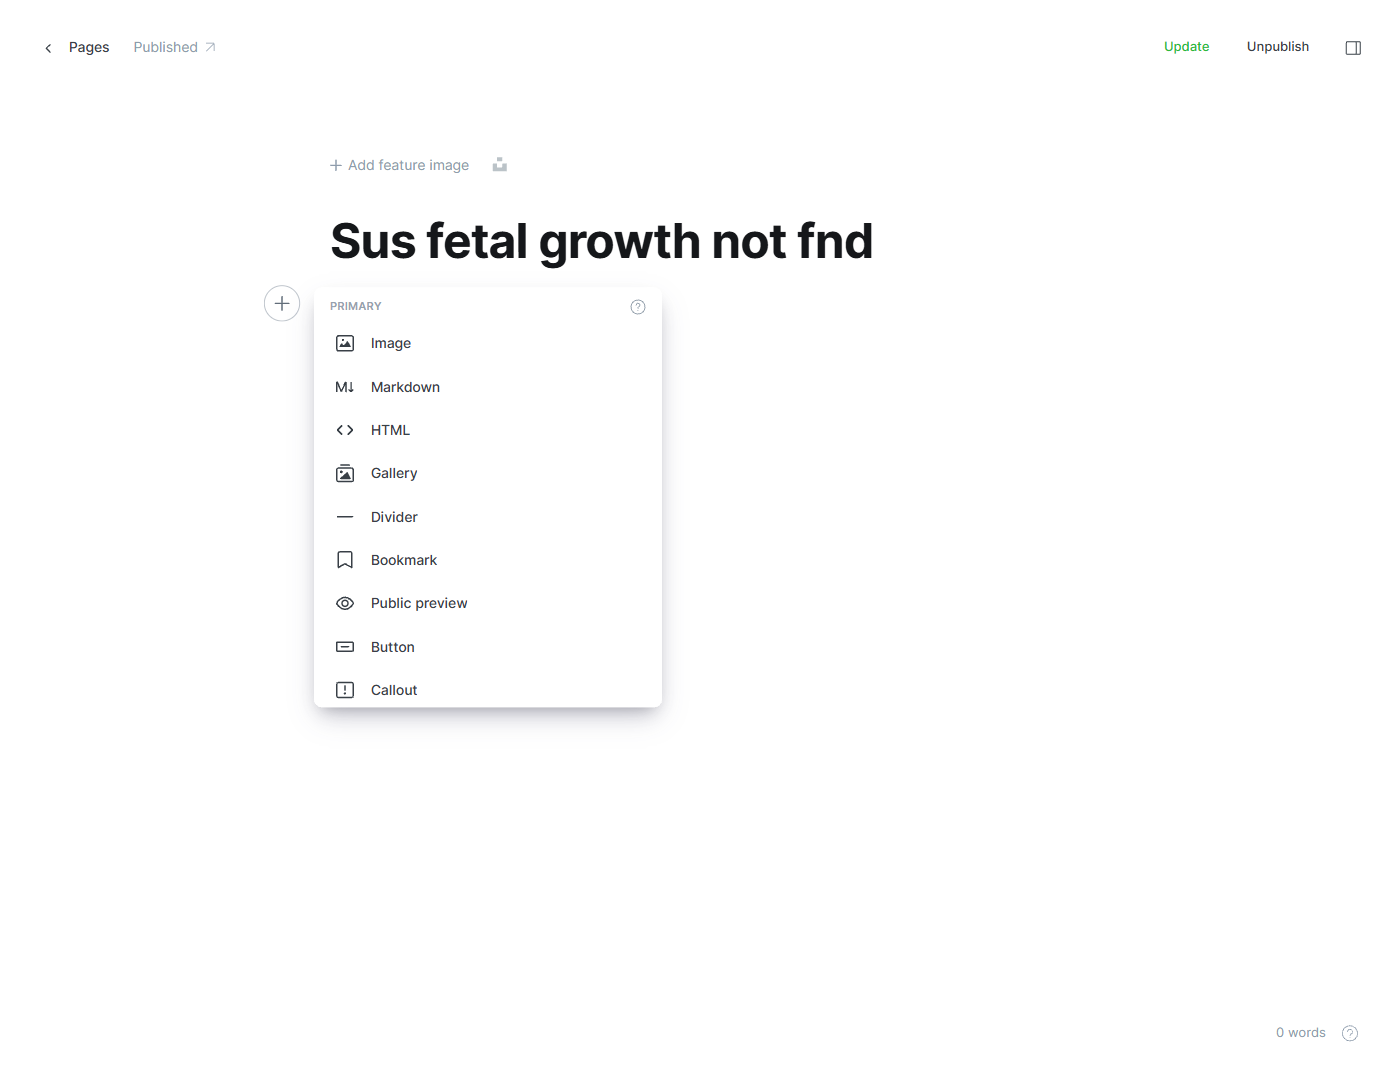 Pages Published Update Unpublish
Add feature image
Sus fetal growth not fnd
PRIMARY
Image
Markdown
HTML
Gallery
Divider
Bookmark
Public preview
Button
Callout
0 words